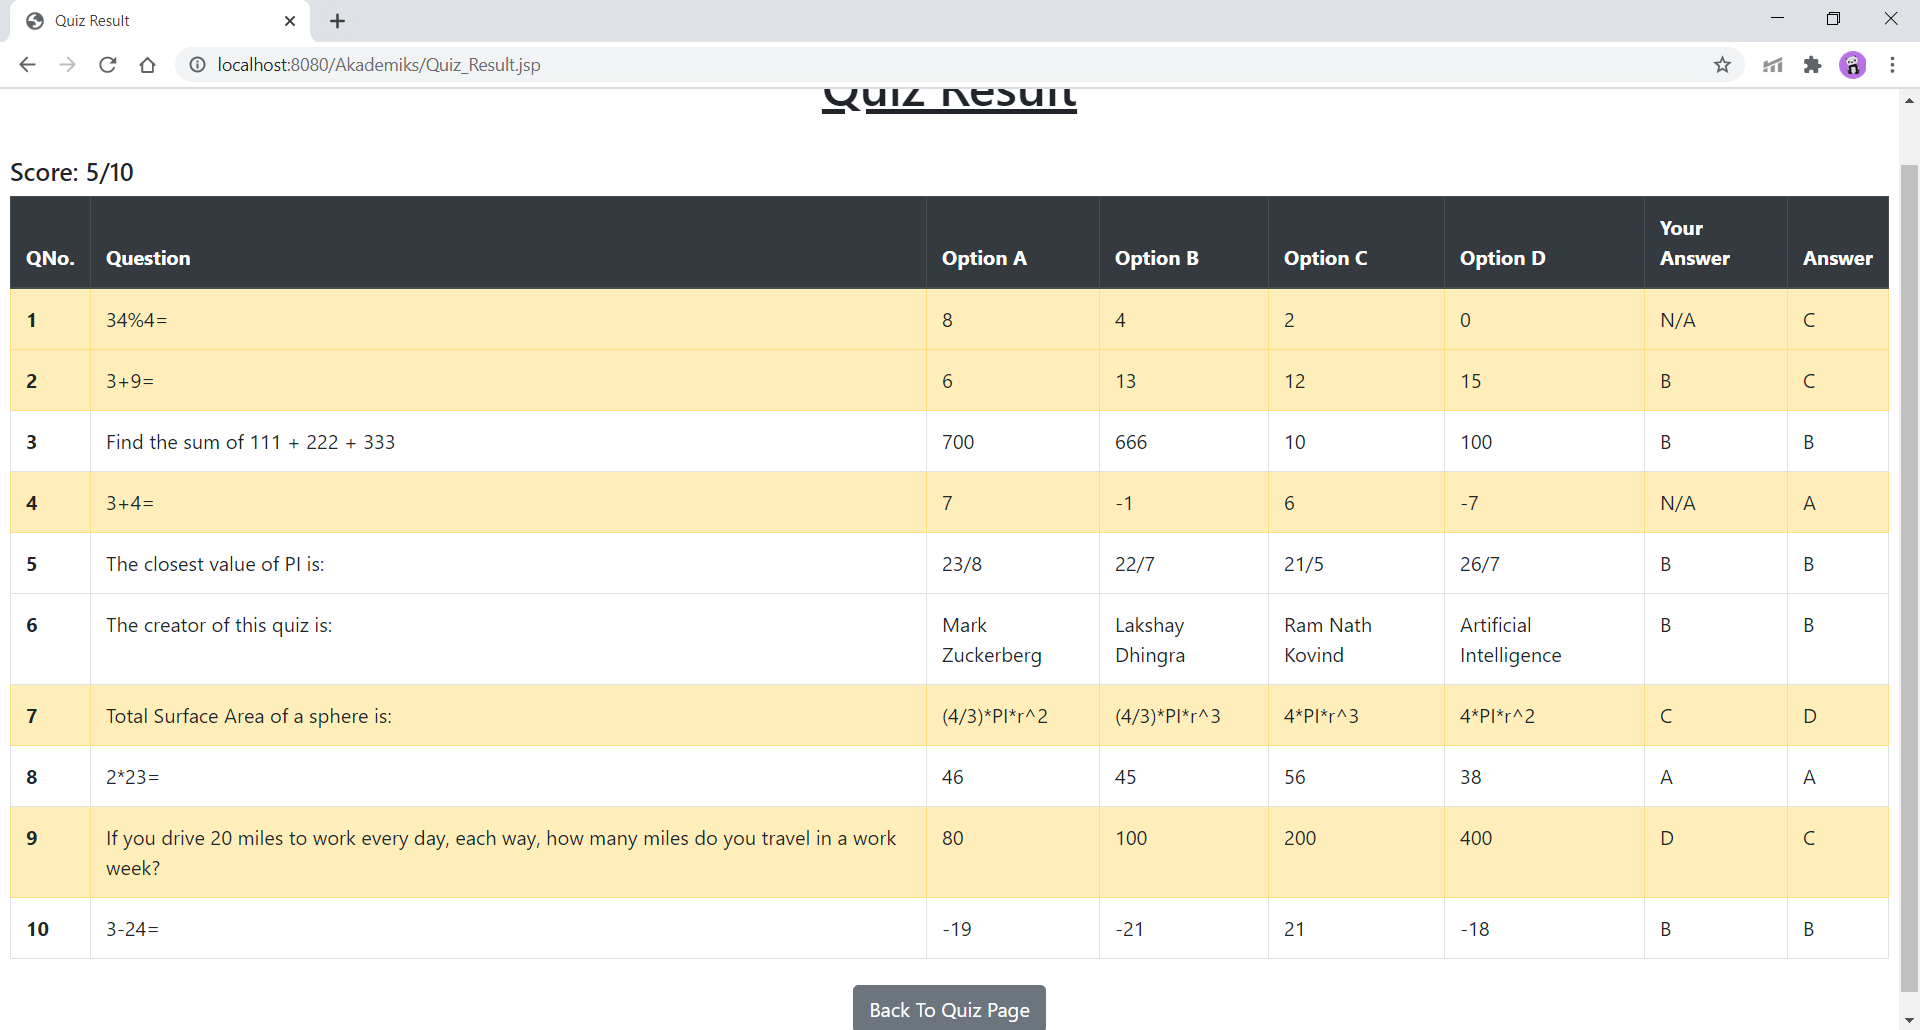 Quiz Result
localhost:8080/Akademiks/Quiz_Result.jsp
Quiz Result
Score: 5/10
QNo. Question Option A Option B Option C Option D Your Answer Answer
1 34%4= 8 4 2 0 N/A C
2 3+9= 6 13 12 15 B C
3 Find the sum of 111 + 222 + 333 700 666 10 100 B B
4 3+4= 7 -1 6 -7 N/A A
5 The closest value of PI is: 23/8 22/7 21/5 26/7 B B
6 The creator of this quiz is: Mark Lakshay Ram Nath Artificial B B
Zuckerberg Dhingra Kovind Intelligence
7 Total Surface Area of a sphere is: (4/3)*PI*r^2 (4/3)*PI*r^3 4*PI*r^3 4*PI*r^2 C D
8 2*23= 46 45 56 38 A A
9 If you drive 20 miles to work every day, each way, how many miles do you travel in a work 80 100 200 400 D C
week?
10 3-24= -19 -21 21 -18 B B
Back To Quiz Page